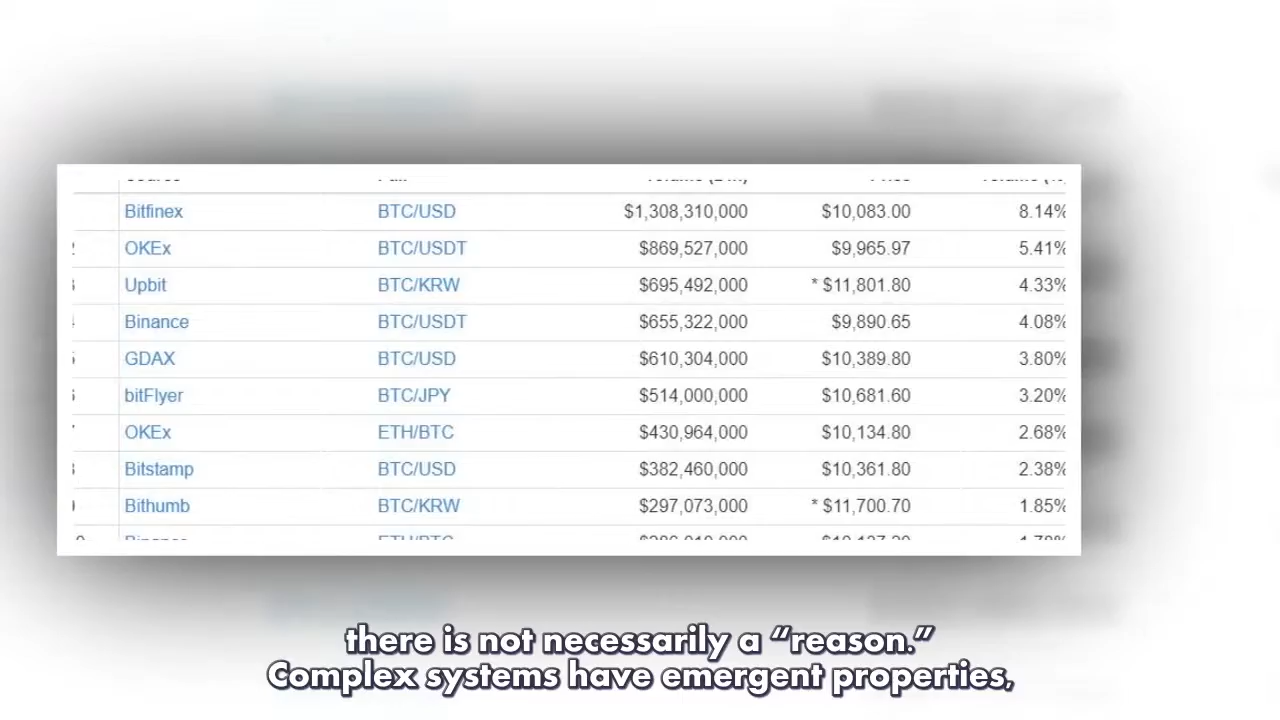 Bitfinex BTC/USD $1,308,310,000 $10,083.00 8.14%
OKEx BTC/USDT $869,527,000 $9,965.97 5.41%
Upbit BTC/KRW $695,492,000 * $11,801.80 4.33%
Binance BTC/USDT $655,322,000 $9,890.65 4.08%
GDAX BTC/USD $610,304,000 $10,389.80 3.80%
bitFlyer BTC/JPY $514,000,000 $10,681.60 3.20%
OKEx ETH/BTC $430,964,000 $10,134.80 2.68%
Bitstamp BTC/USD $382,460,000 $10,361.80 2.38%
Bithumb BTC/KRW $297,073,000 * $11,700.70 1.85%
there is not necessarily a “reason.”
Complex systems have emergent properties,